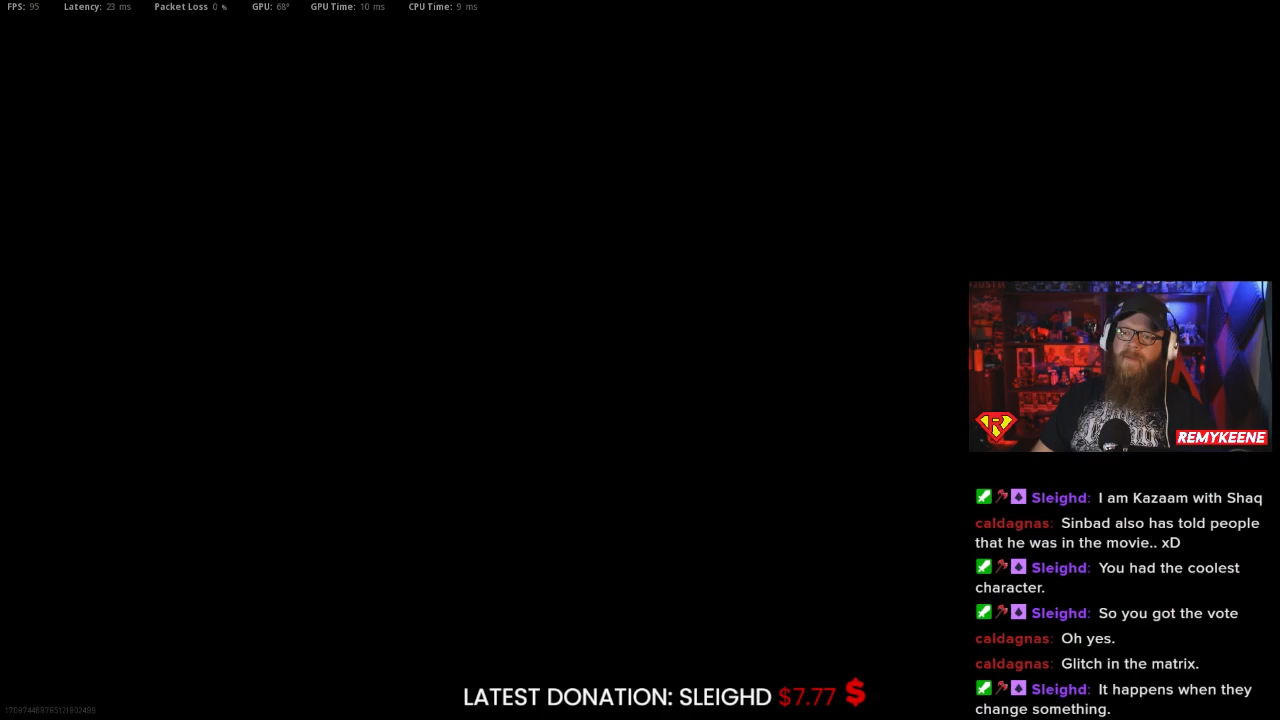 FPS: 95 Latency: 23 ms Packet Loss 0 % GPU: 68° GPU Time: 10 ms CPU Time: 9 ms
R
REMYKEENE
Sleighd: I am Kazaam with Shaq
caldagnas: Sinbad also has told people
that he was in the movie.. xD
Sleighd: You had the coolest
character.
Sleighd: So you got the vote
caldagnas: Oh yes.
caldagnas: Glitch in the matrix.
Sleighd: It happens when they
change something.
LATEST DONATION: SLEIGHD $7.77 $